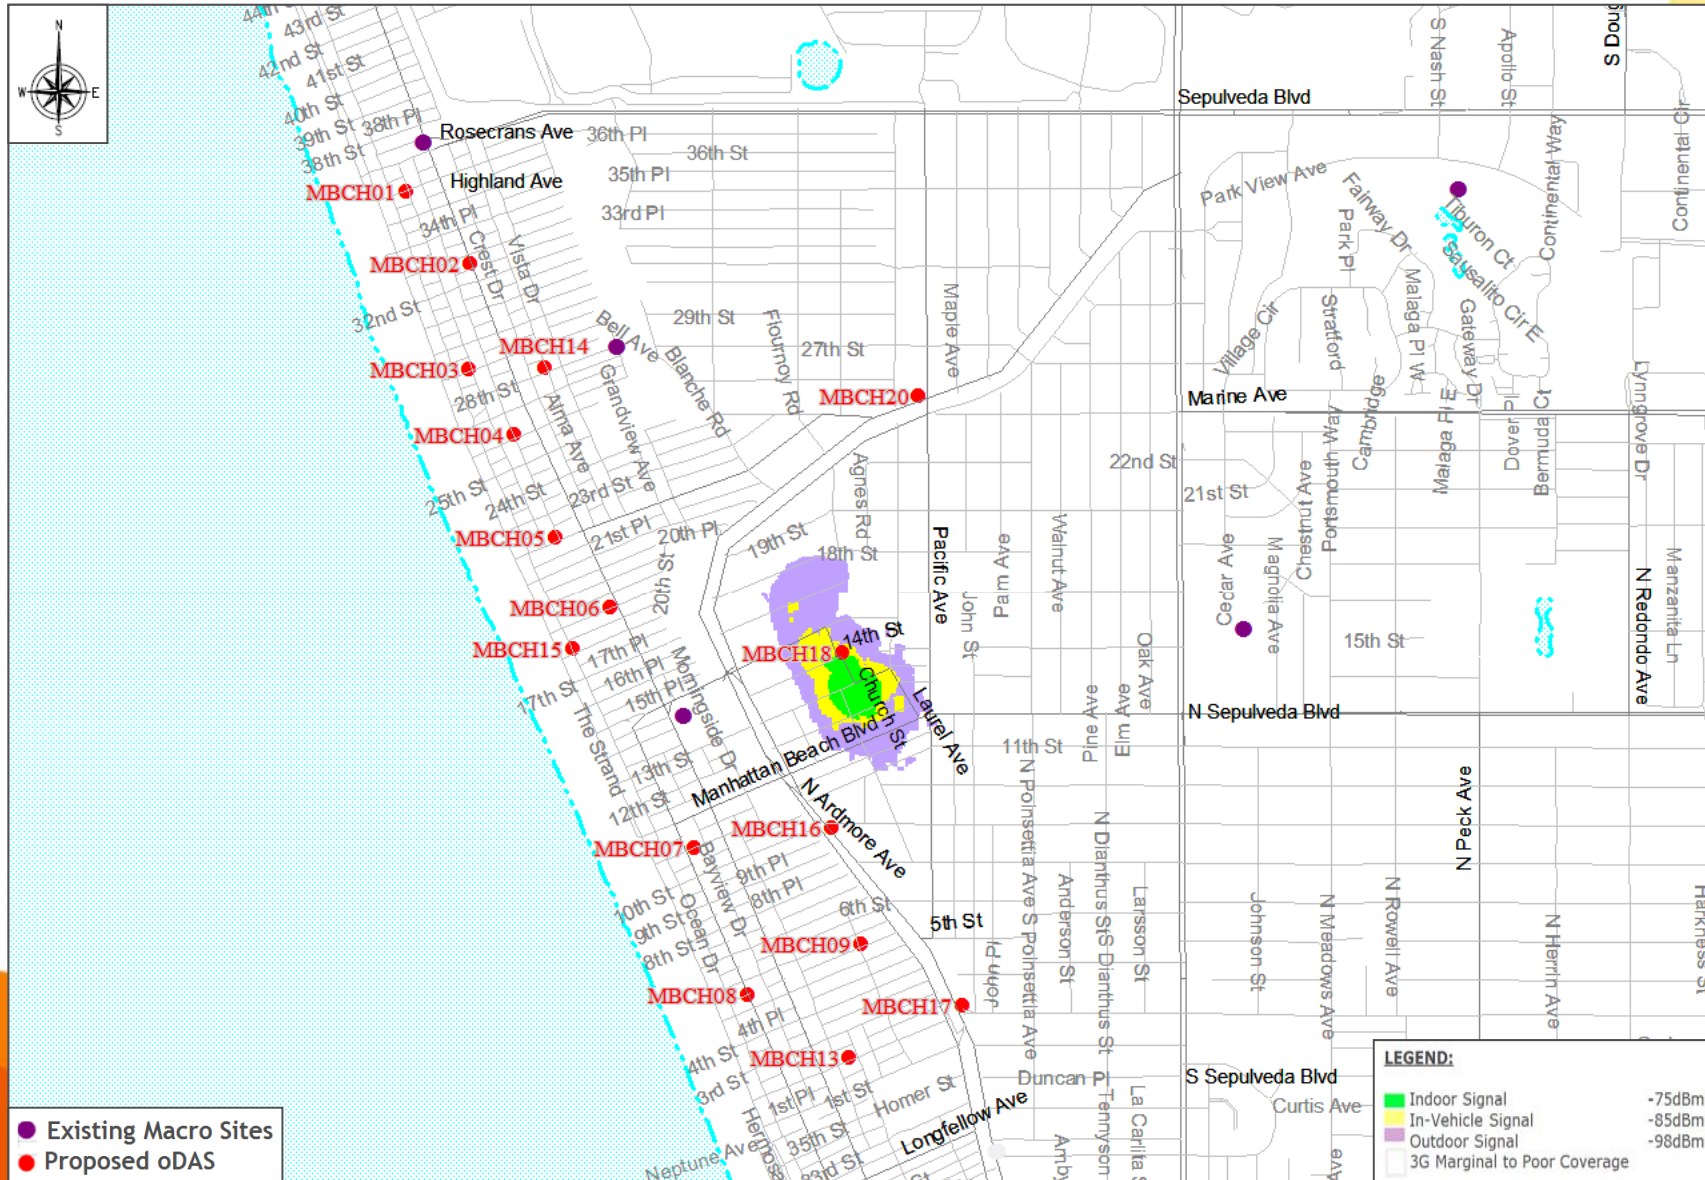 N
W E
S
44th St
43rd St
42nd St
41st St
40th St
39th St
38th Pl
38th St
Rosecrans Ave
36th Pl
36th St
Highland Ave
35th Pl
33rd Pl
MBCH01
34th Pl
Crest Dr
Vista Dr
MBCH02
32nd St
29th St
Bell Ave
MBCH14
MBCH03
28th St
27th St
Flournoy Rd
Blanche Rd
Grandview Ave
Alma Ave
Maple Ave
MBCH20
MBCH04
25th St
24th St
23rd St
21st Pl
20th Pl
20th St
19th St
18th St
Agnes Rd
MBCH05
MBCH06
MBCH15
17th Pl
16th Pl
15th Pl
17th St
The Strand
Morningside Dr
13th St
12th St
Manhattan Beach Blvd
14th St
MBCH18
Church St
Laurel Ave
N Ardmore Ave
MBCH16
MBCH07
Bayview Dr
9th Pl
8th Pl
6th St
10th St
9th St
8th St
Ocean Dr
MBCH09
MBCH08
MBCH17
4th Pl
4th St
3rd St
MBCH13
1st Pl
1st St
Homer St
35th St
33rd St
Neptune Ave
Longfellow Ave
Sepulveda Blvd
S Nash St
Apollo St
S Doug
Continental Way
Continental Cir
Park View Ave
Fairway Dr
Park Pl
Tiburon Ct
Sausalito Cir E
Village Cir
Stratford
Malaga Pl W
Gateway Dr
Marine Ave
Cambridge
Malaga Pl E
Dover Pl
Bermuda Ct
Lynngrove Dr
22nd St
21st St
Chestnut Ave
Portsmouth Way
Pacific Ave
Pam Ave
Walnut Ave
John St
Cedar Ave
Magnolia Ave
15th St
Oak Ave
Pine Ave
Elm Ave
11th St
N Sepulveda Blvd
N Redondo Ave
Manzanita Ln
N Peck Ave
N Poinsettia Ave
S Poinsettia Ave
N Dianthus St
S Dianthus St
Anderson St
Larsson St
5th St
John Pl
Johnson St
N Meadows Ave
N Rowell Ave
N Herrin Ave
Harkness St
Duncan Pl
Tennyson
La Carlita S
Amby
S Sepulveda Blvd
Curtis Ave
Ave
LEGEND:
Indoor Signal -75dBm
In-Vehicle Signal -85dBm
Outdoor Signal -98dBm
3G Marginal to Poor Coverage
Existing Macro Sites
Proposed oDAS